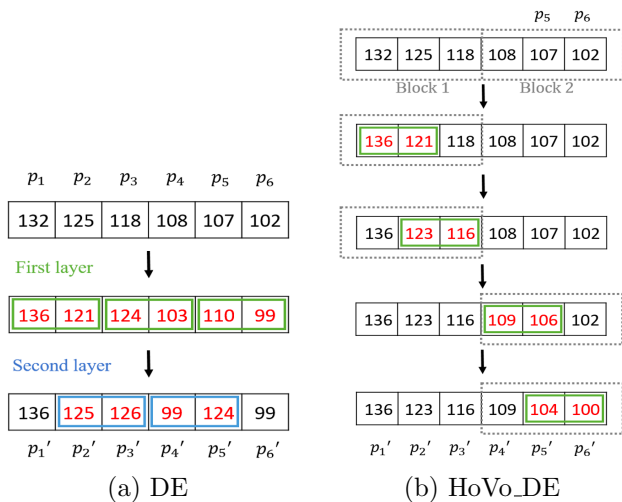 p₁ p₂ p₃ p₄ p₅ p₆
132 125 118 108 107 102
First layer
136 121 124 103 110 99
Second layer
136 125 126 99 124 99
p₁′ p₂′ p₃′ p₄′ p₅′ p₆′
(a) DE
p₅ p₆
132 125 118 108 107 102
Block 1 Block 2
136 121 118 108 107 102
136 123 116 108 107 102
136 123 116 109 106 102
136 123 116 109 104 100
p₁′ p₂′ p₃′ p₄′ p₅′ p₆′
(b) HoVo_DE